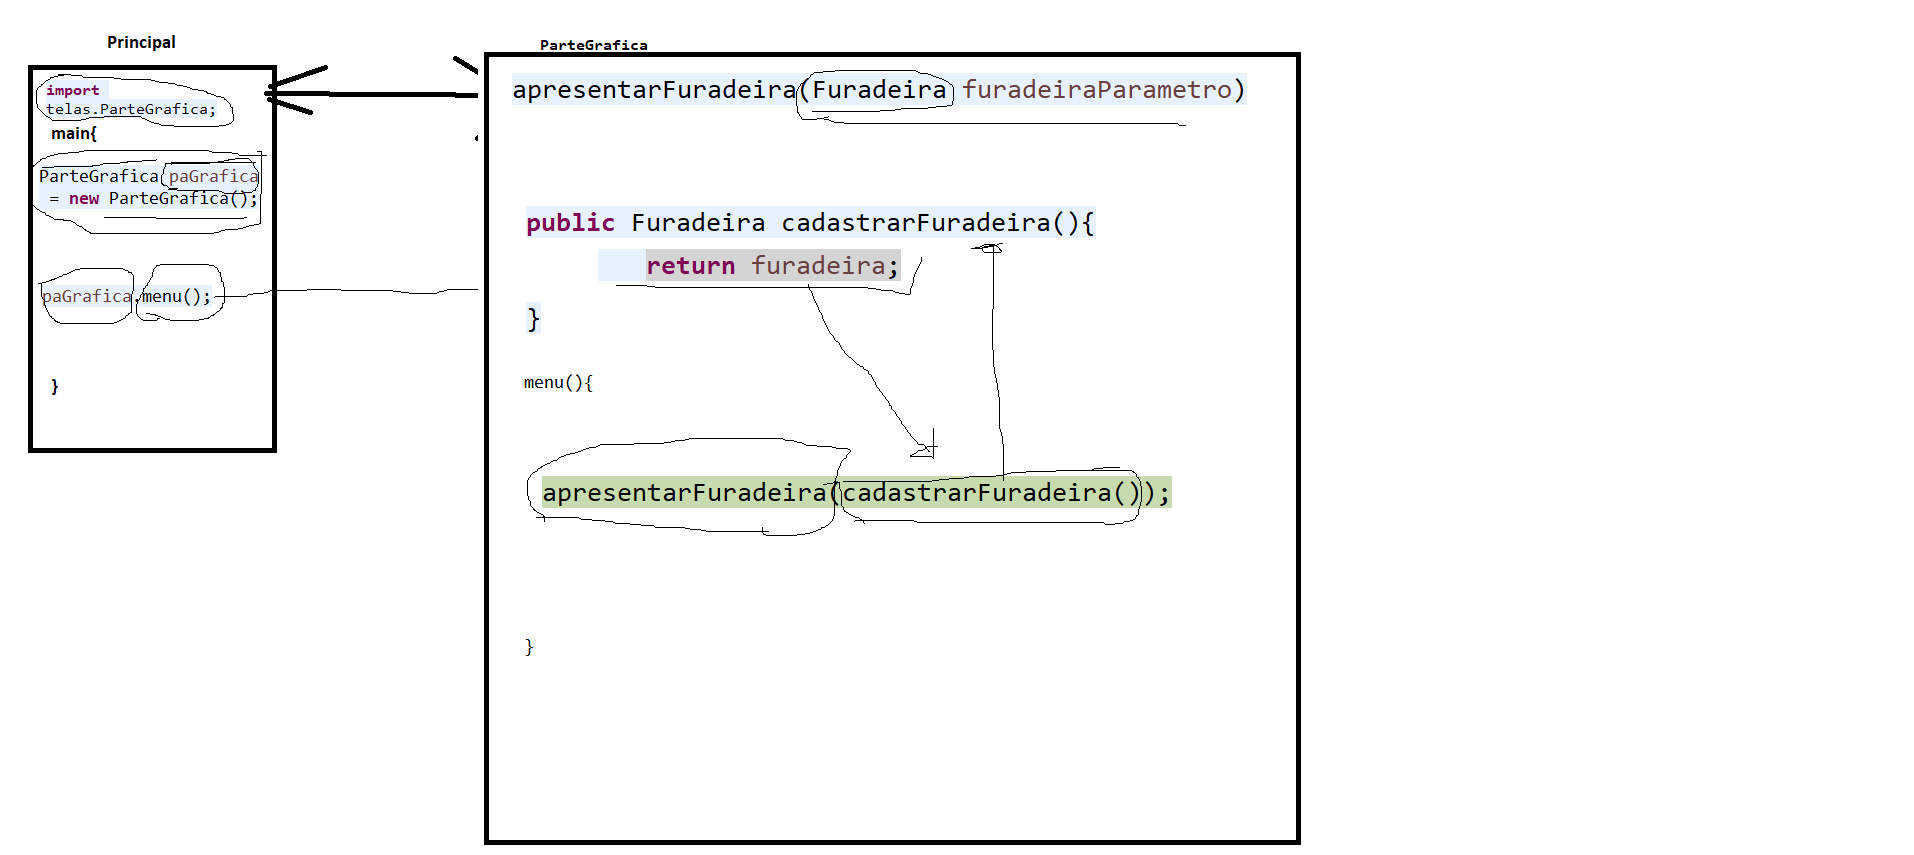 Principal
import
telas.ParteGrafica;
main{
ParteGrafica paGrafica
= new ParteGrafica();
paGrafica.menu();
}
ParteGrafica
apresentarFuradeira(Furadeira furadeiraParametro)
public Furadeira cadastrarFuradeira(){
return furadeira;
}
menu(){
apresentarFuradeira(cadastrarFuradeira());
}